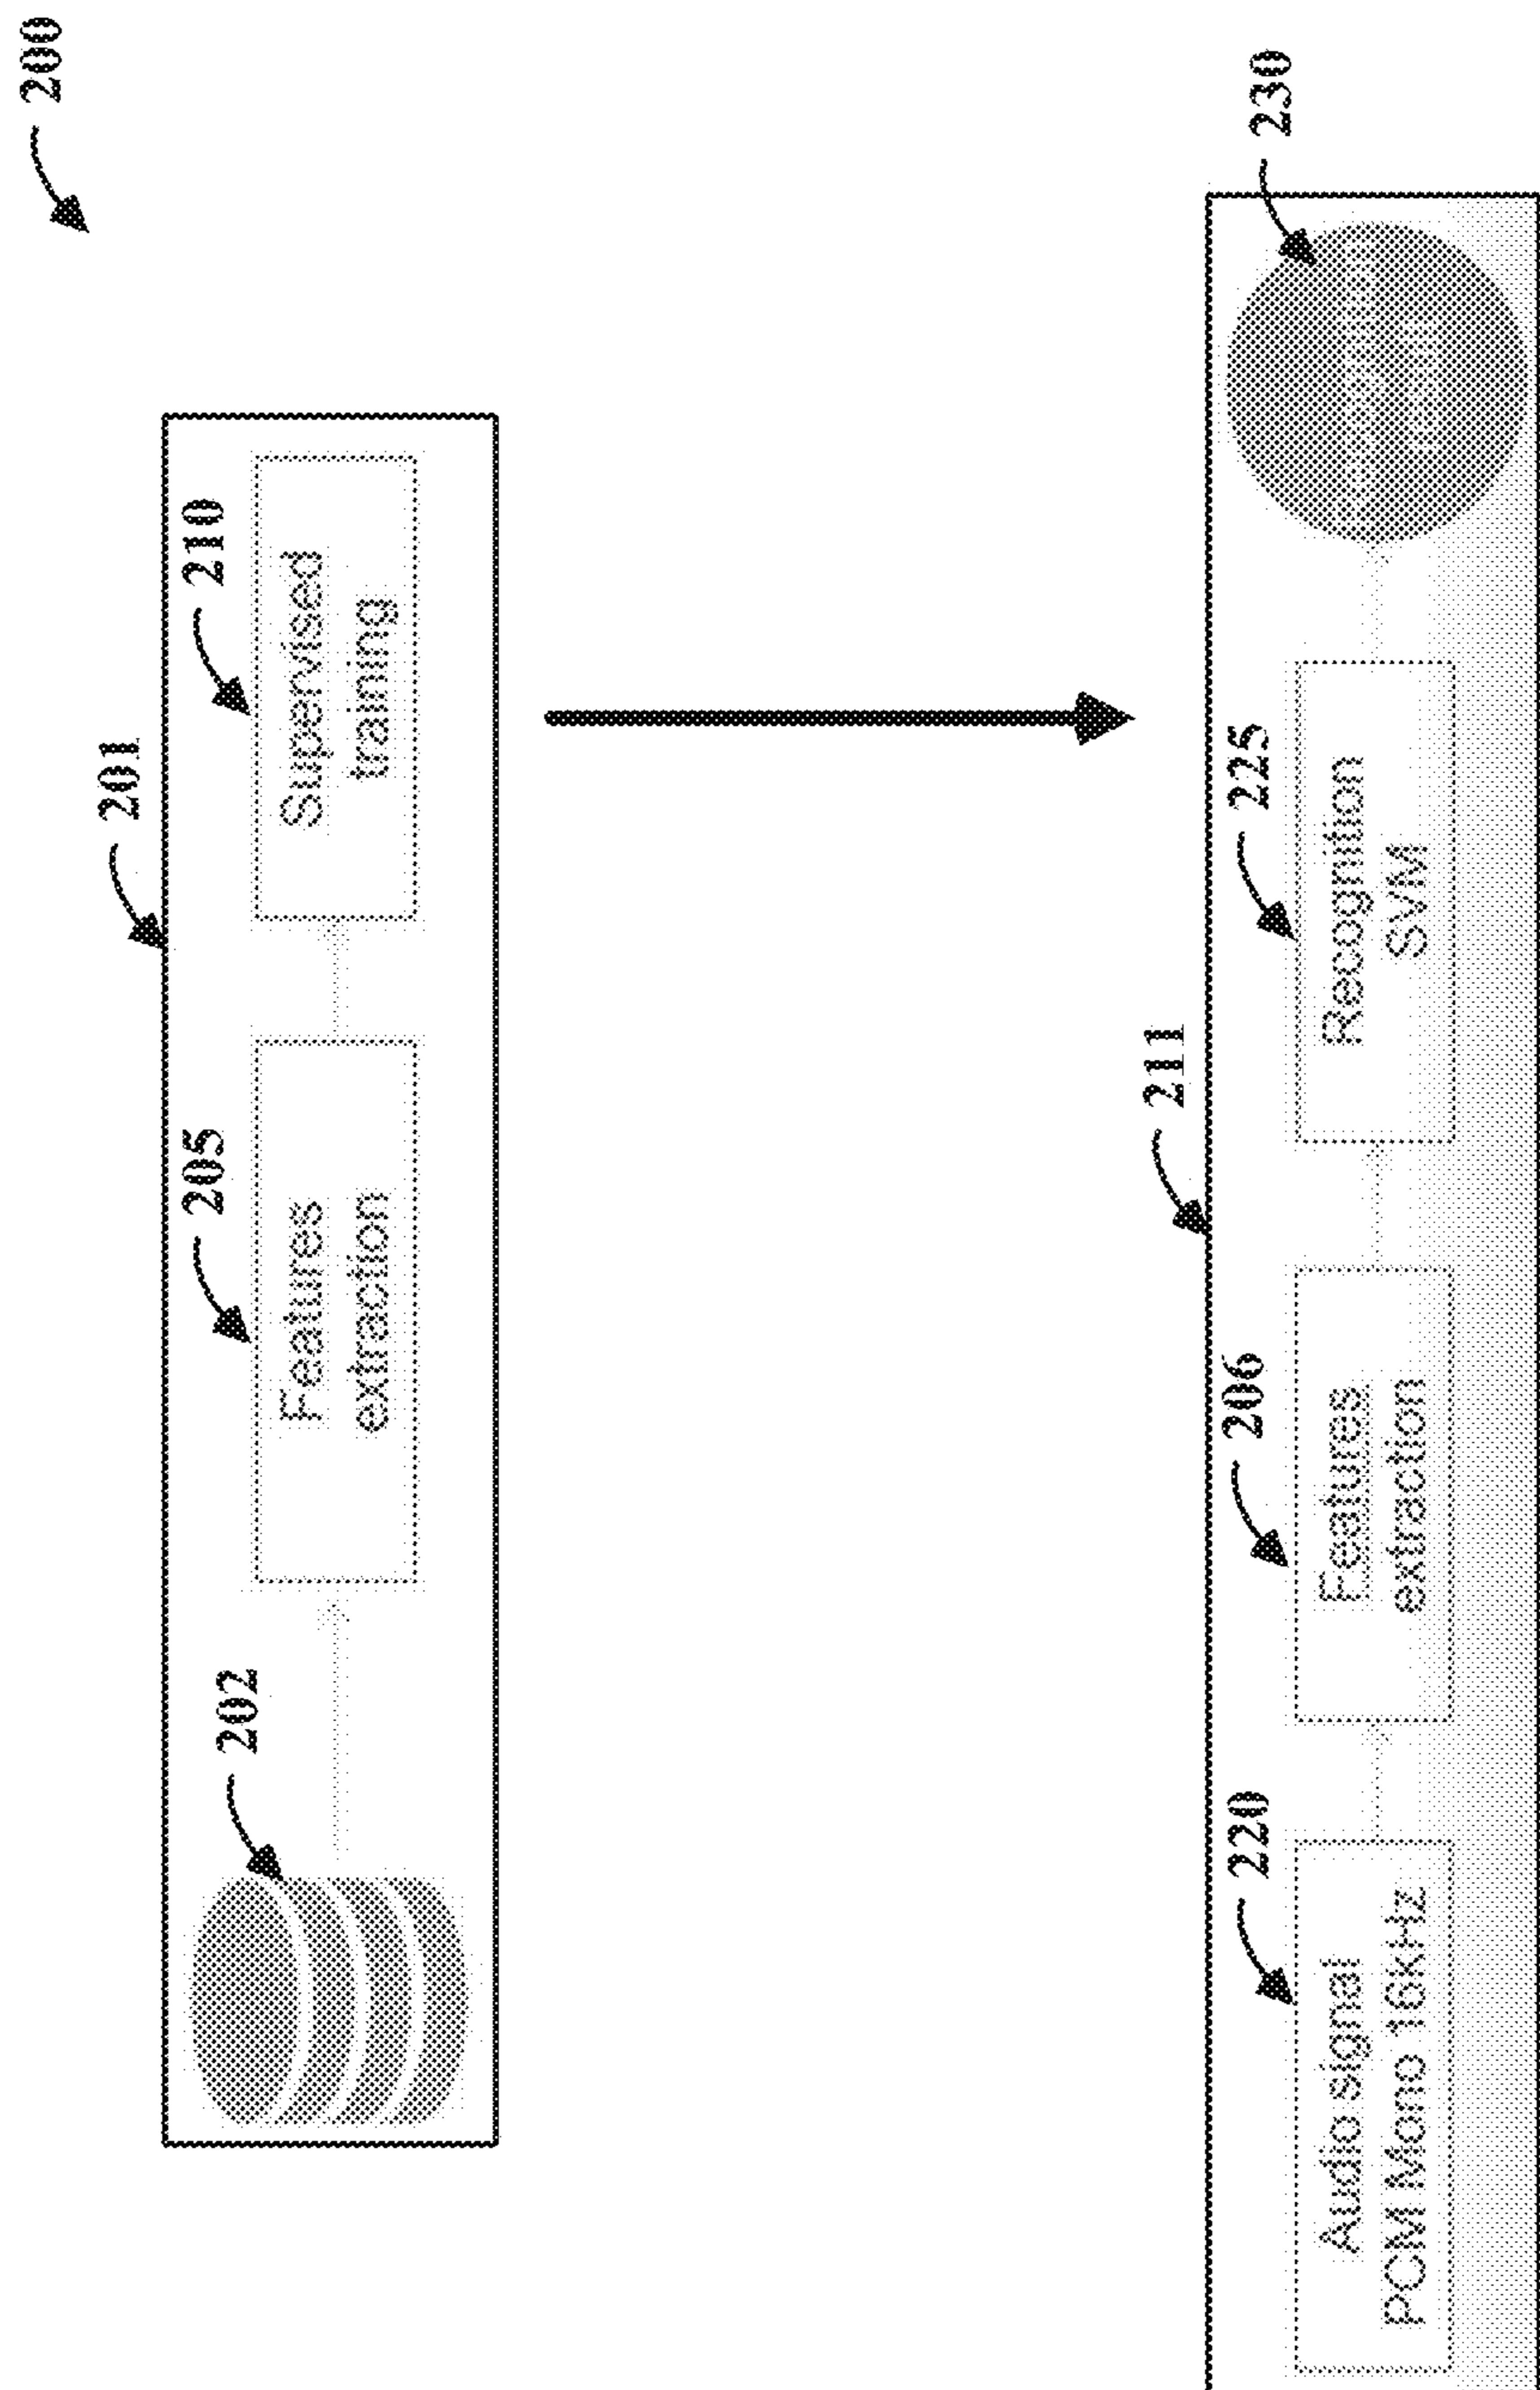 200
201
202
205
Features
extraction
210
Supervised
training
211
220
Audio signal
PCM Mono 16kHz
206
Features
extraction
225
Recognition
SVM
230